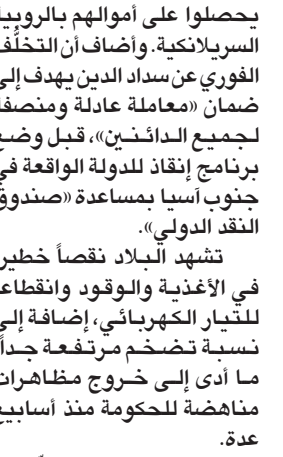 يحصلوا على أموالهم بالروبية
السريلانكية. وأضاف أن التخلّف
الفوري عن سداد الدين يهدف إلى
ضمان «معاملة عادلة ومنصفة
لجميع الدائنين»، قبل وضع
برنامج إنقاذ للدولة الواقعة في
جنوب آسيا بمساعدة «صندوق
النقد الدولي».
تشهد البلاد نقصاً خطيراً
في الأغذية والوقود وانقطاعاً
للتيار الكهربائي، إضافة إلى
نسبة تضخم مرتفعة جداً،
ما أدى إلى خروج مظاهرات
مناهضة للحكومة منذ أسابيع
عدة.